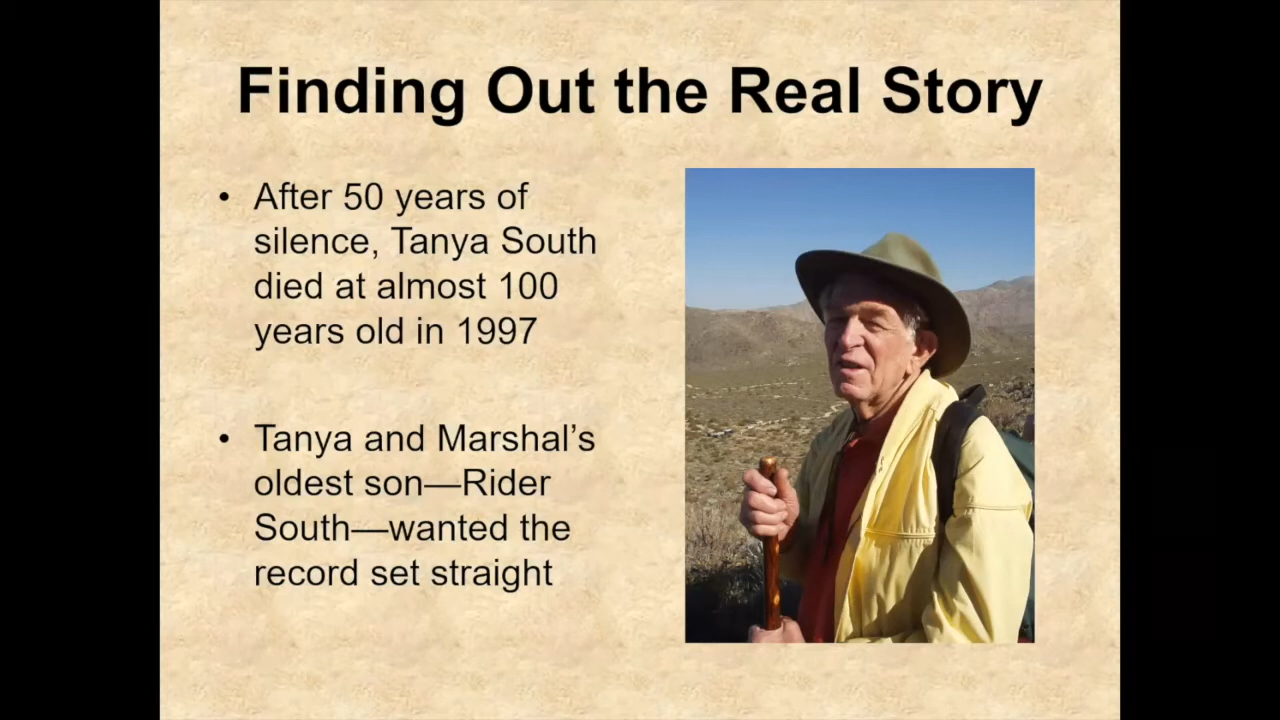 Finding Out the Real Story
• After 50 years of
silence, Tanya South
died at almost 100
years old in 1997
• Tanya and Marshal’s
oldest son—Rider
South—wanted the
record set straight